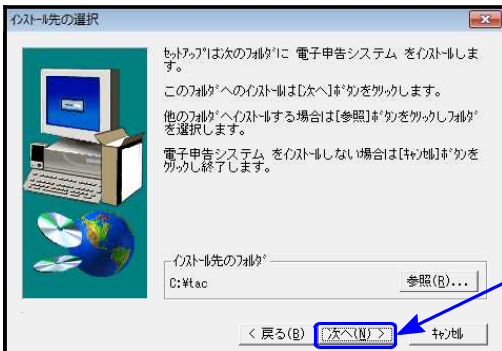 インストール先の選択
セットアップは次のフォルダに 電子申告システム をインストールしま
す。
このフォルダへのインストールは[次へ]ボタンをクリックします。
他のフォルダへインストールする場合は[参照]ボタンをクリックしフォルダ
を選択します。
電子申告システム をインストールしない場合は[キャンセル]ボタンを
クリックし終了します。
インストール先のフォルダ
C:¥tac
参照(R)...
< 戻る(B)
次へ(N) >
キャンセル